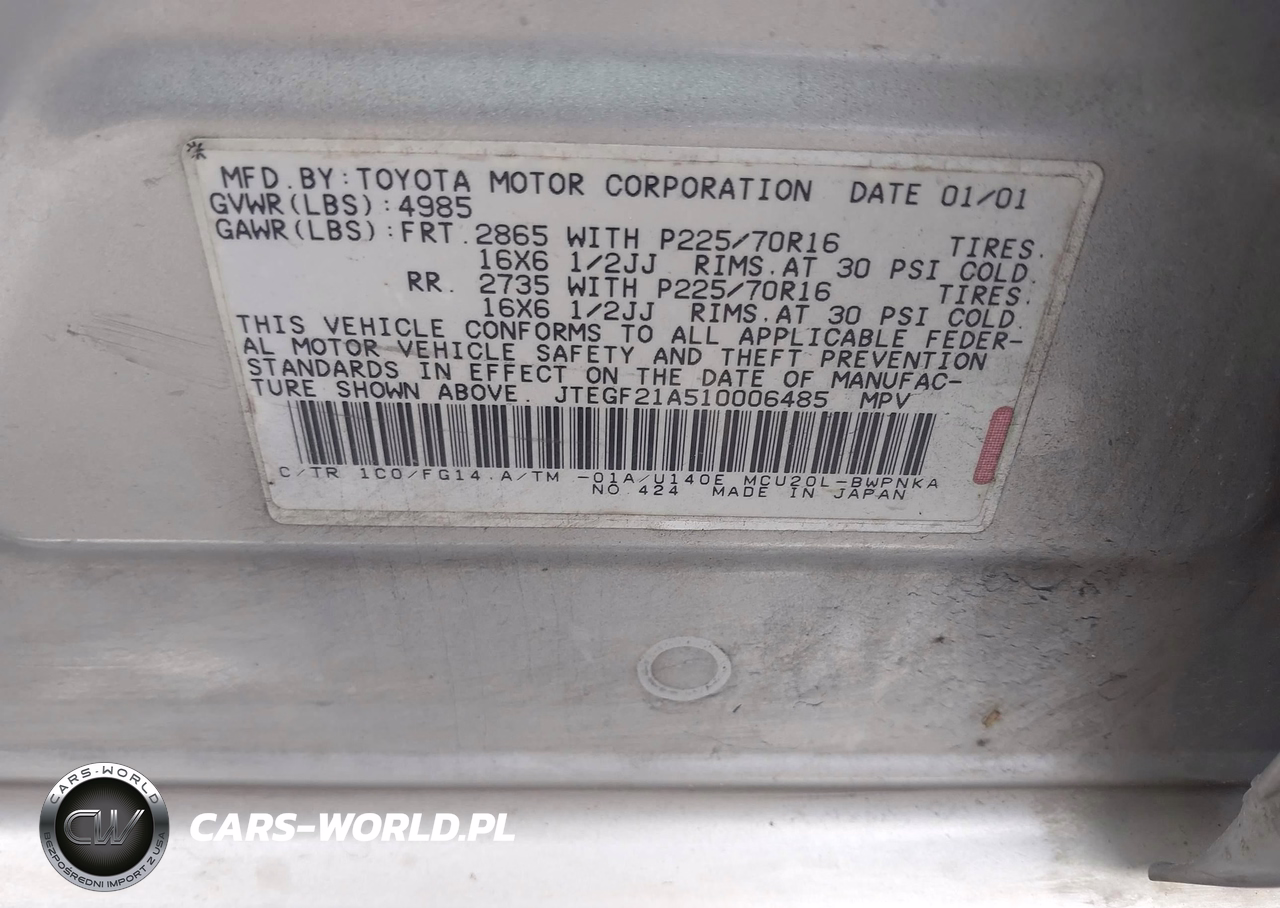 MFD.BY:TOYOTA MOTOR CORPORATION DATE 01/01
GVWR(LBS):4985
GAWR(LBS):FRT.2865 WITH P225/70R16 TIRES.
16X6 1/2JJ RIMS.AT 30 PSI COLD.
RR. 2735 WITH P225/70R16 TIRES.
16X6 1/2JJ RIMS.AT 30 PSI COLD.
THIS VEHICLE CONFORMS TO ALL APPLICABLE FEDER-
AL MOTOR VEHICLE SAFETY AND THEFT PREVENTION
STANDARDS IN EFFECT ON THE DATE OF MANUFAC-
TURE SHOWN ABOVE. JTEGF21A510006485 MPV
C/TR 1C0/FG14.A/TM -01A/U140E MCU20L-BWPNKA
NO.424 MADE IN JAPAN
CARS-WORLD
CW
BEZPOŚREDNI IMPORT Z USA
CARS-WORLD.PL